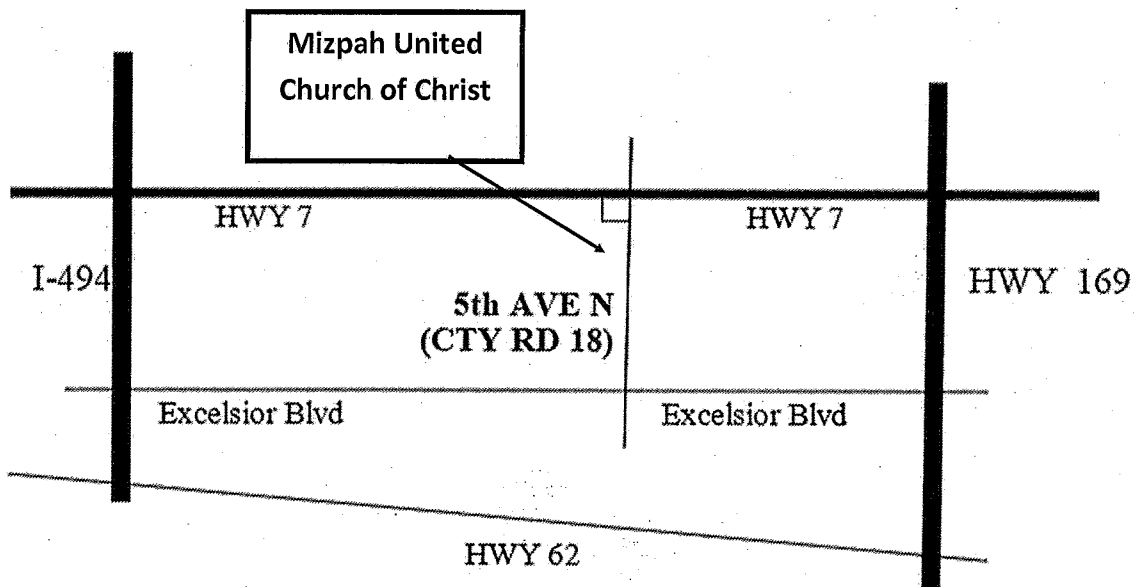 Mizpah United
Church of Christ
HWY 7
HWY 7
I-494
HWY 169
5th AVE N
(CTY RD 18)
Excelsior Blvd
Excelsior Blvd
HWY 62